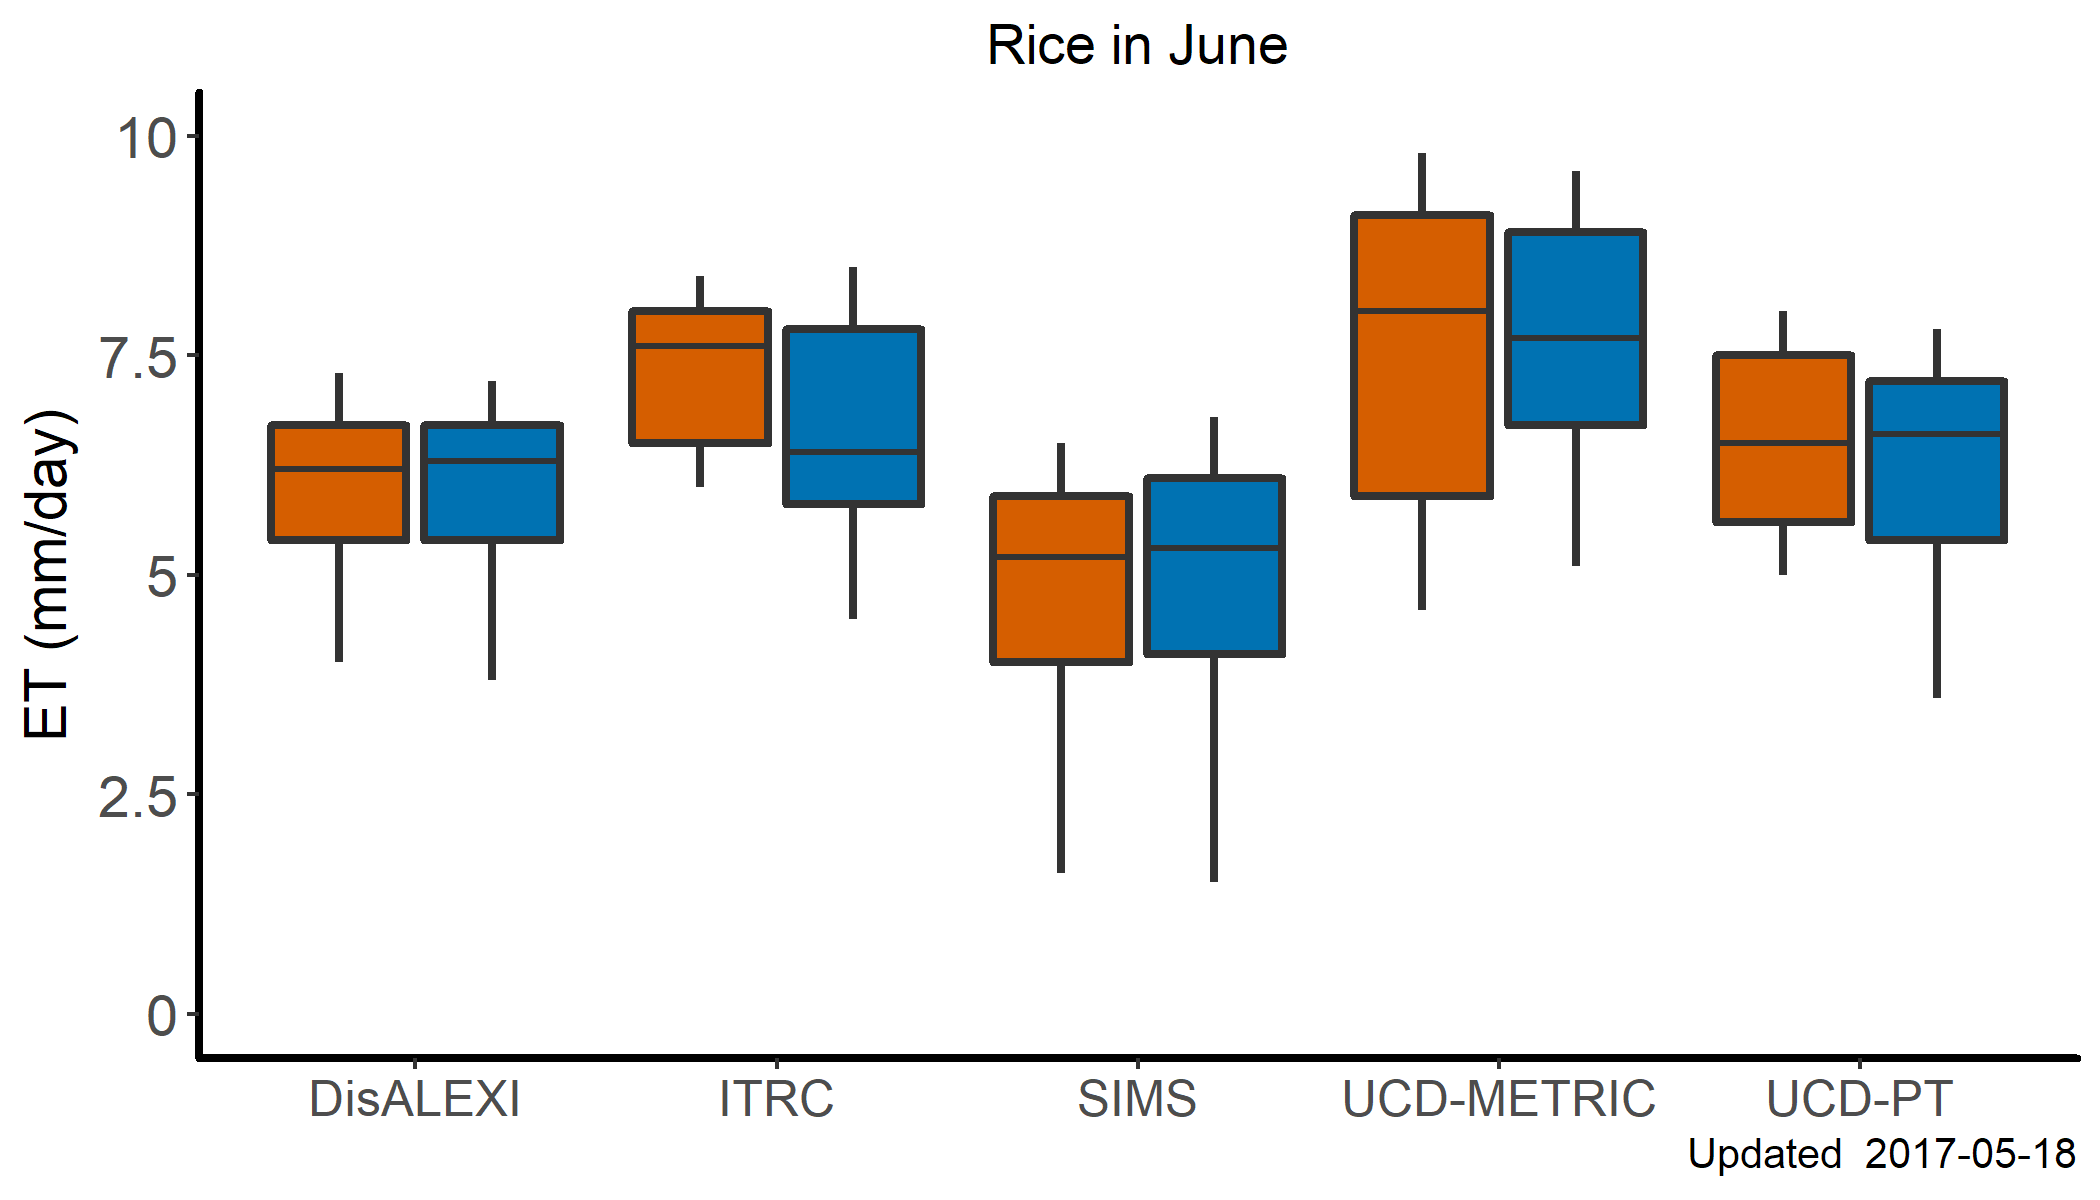 Rice in June
ET (mm/day)
10
7.5
5
2.5
0
DisALEXI ITRC SIMS UCD-METRIC UCD-PT
Updated  2017-05-18